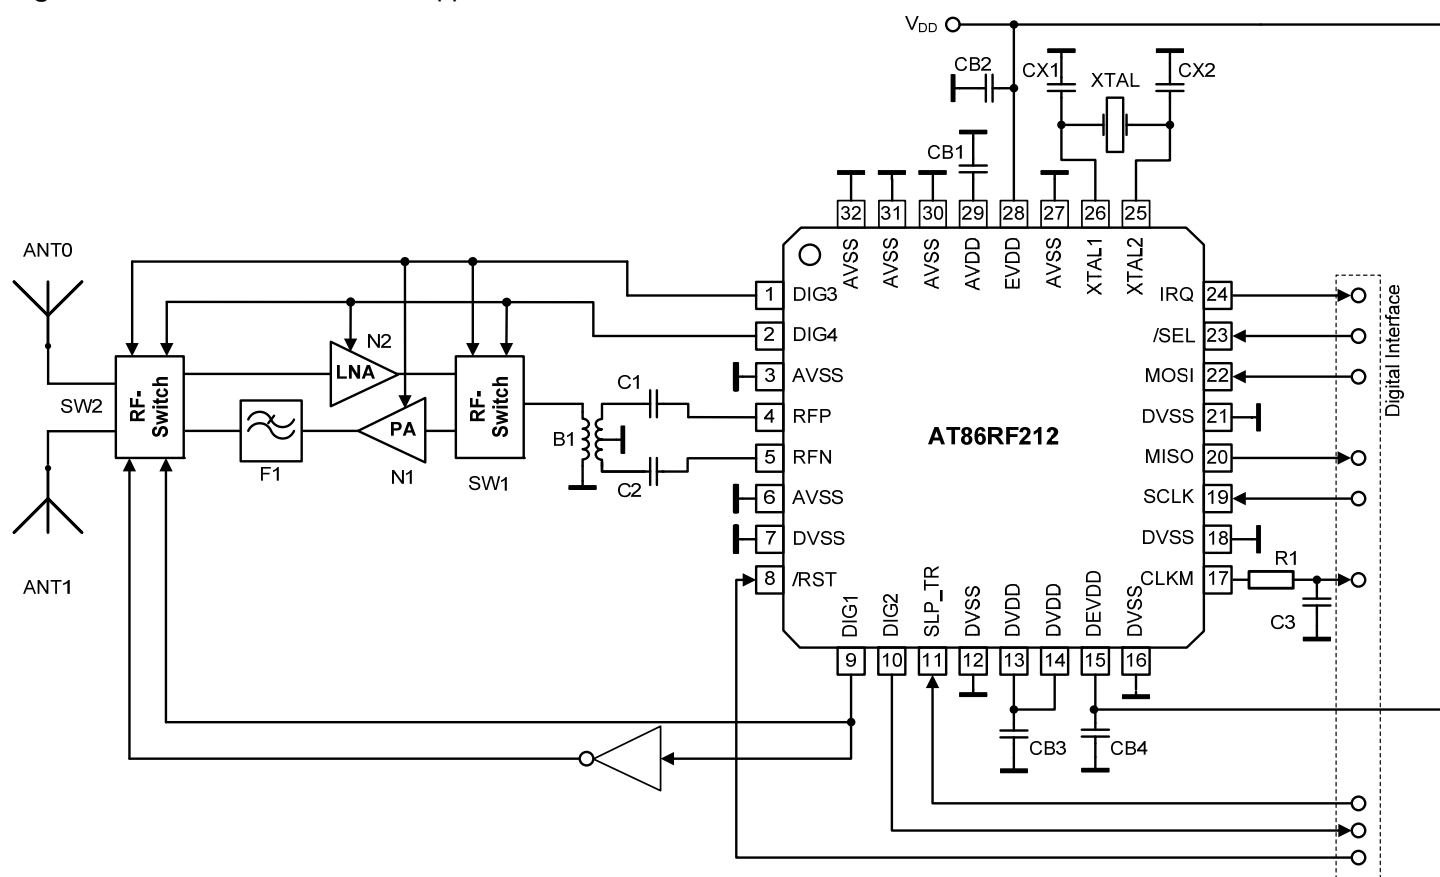 V_DD
CB2
CX1
XTAL
CX2
CB1
32
31
30
29
28
27
26
25
AVSS
AVSS
AVSS
AVDD
EVDD
AVSS
XTAL1
XTAL2
ANT0
1
DIG3
IRQ
24
2
DIG4
/SEL
23
N2
LNA
3
AVSS
MOSI
22
Digital Interface
SW2
RF-
Switch
RF-
Switch
C1
4
RFP
DVSS
21
PA
B1
AT86RF212
5
RFN
MISO
20
F1
N1
SW1
C2
6
AVSS
SCLK
19
7
DVSS
DVSS
18
ANT1
8
/RST
CLKM
17
R1
C3
DIG1
DIG2
SLP_TR
DVSS
DVDD
DVDD
DEVDD
DVSS
9
10
11
12
13
14
15
16
CB3
CB4